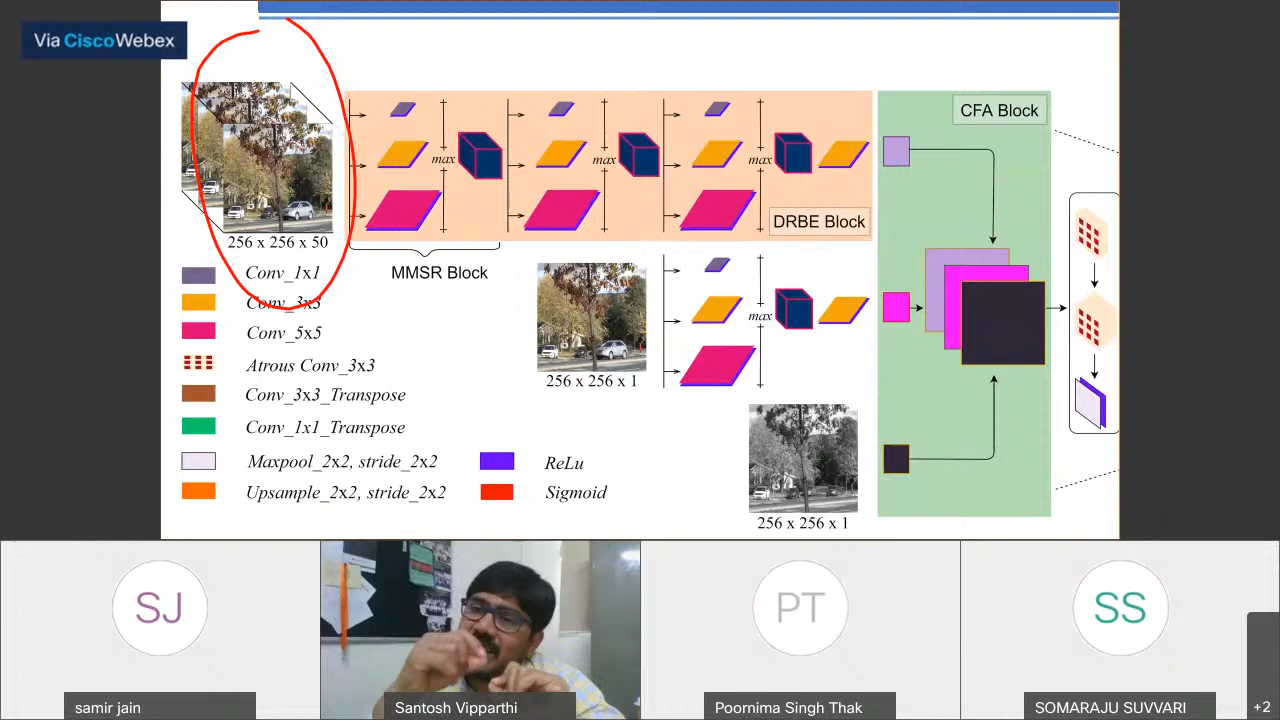 Via Cisco Webex
CFA Block
max
max
max
DRBE Block
256 x 256 x 50
MMSR Block
Conv_1x1
Conv_3x3
Conv_5x5
Atrous Conv_3x3
Conv_3x3_Transpose
Conv_1x1_Transpose
Maxpool_2x2, stride_2x2
Upsample_2x2, stride_2x2
ReLu
Sigmoid
max
256 x 256 x 1
256 x 256 x 1
SJ
PT
SS
samir jain
Santosh Vipparthi
Poornima Singh Thak
SOMARAJU SUVVARI
+2